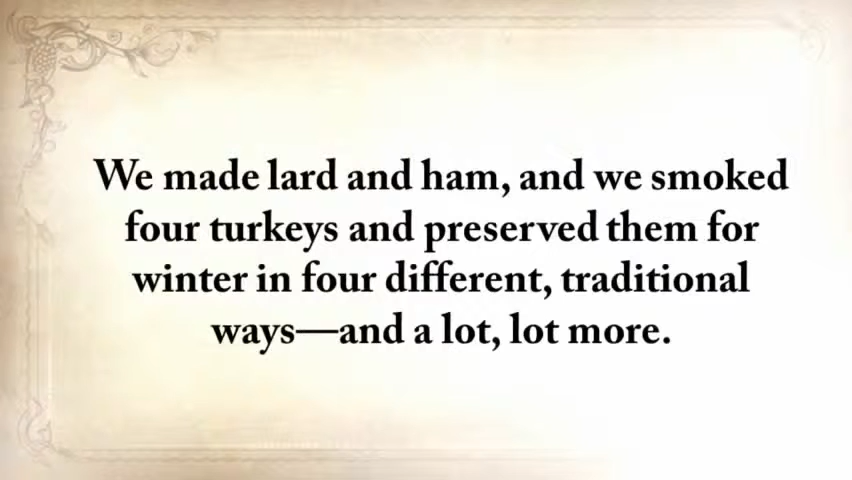 We made lard and ham, and we smoked
four turkeys and preserved them for
winter in four different, traditional
ways—and a lot, lot more.